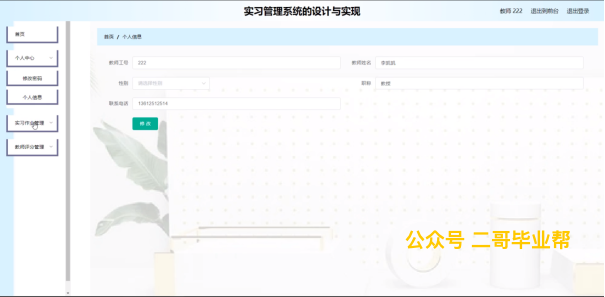 实习管理系统的设计与实现
教师 222 退出到前台 退出登录
首页
个人中心
修改密码
个人信息
实习作业管理
教师评分管理
首页 / 个人信息
教师工号 222
教师姓名
性别 请选择性别
职称 教授
联系电话
修 改
公众号 二哥毕业帮